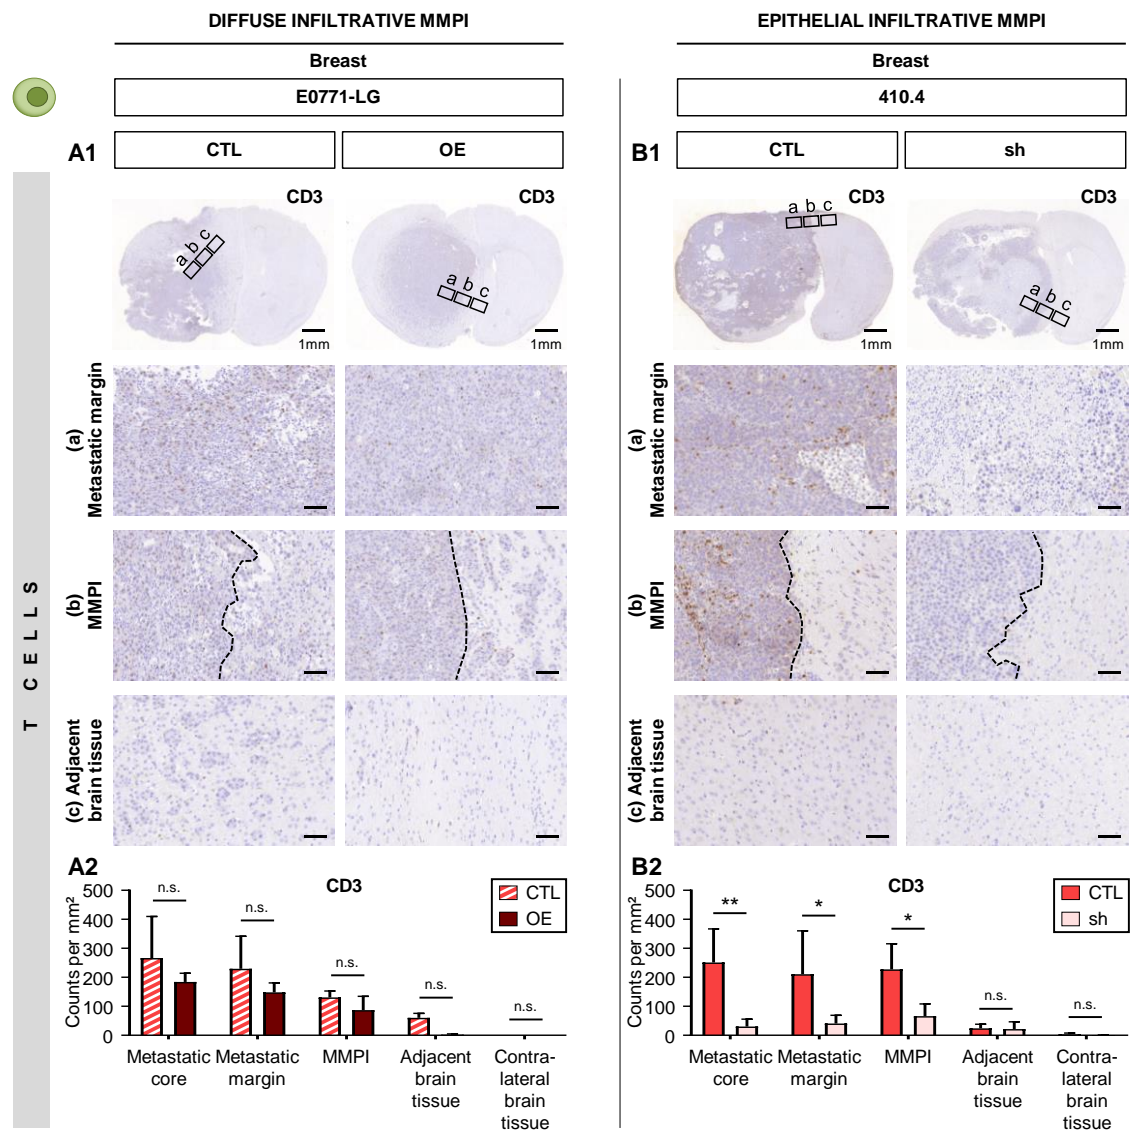 DIFFUSE INFILTRATIVE MMPI
EPITHELIAL INFILTRATIVE MMPI
Breast
Breast
E0771-LG
410.4
A1
CTL
OE
B1
CTL
sh
CD3
a b c
1mm
CD3
a b c
1mm
CD3
a b c
1mm
CD3
a b c
1mm
T CELLS
(a)
Metastatic margin
(a)
Metastatic margin
(b)
MMPI
(b)
MMPI
(c) Adjacent
brain tissue
(c) Adjacent
brain tissue
A2
CD3
CTL
OE
Counts per mm²
500
400
300
200
100
0
n.s.
n.s.
n.s.
n.s.
n.s.
Metastatic
core
Metastatic
margin
MMPI
Adjacent
brain
tissue
Contra-
lateral
brain
tissue
B2
CD3
CTL
sh
Counts per mm²
500
400
300
200
100
0
**
*
*
n.s.
n.s.
Metastatic
core
Metastatic
margin
MMPI
Adjacent
brain
tissue
Contra-
lateral
brain
tissue